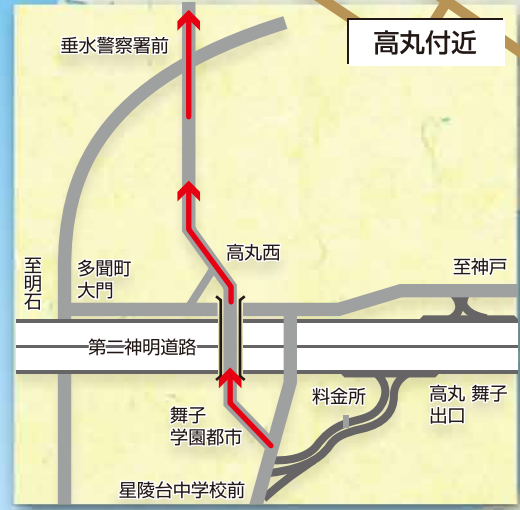 高丸付近
垂水警察署前
高丸西
至神戸
至明石
多聞町
大門
第二神明道路
料金所
高丸 舞子
出口
舞子
学園都市
星陵台中学校前